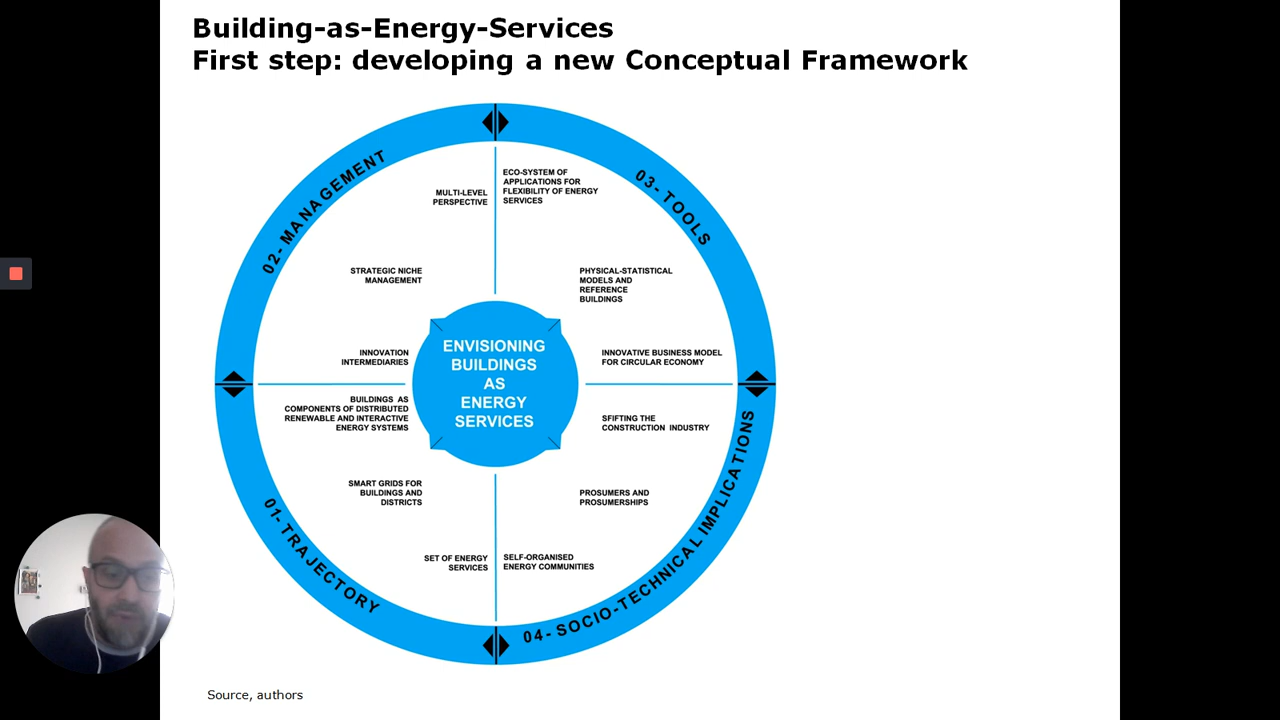 Building-as-Energy-Services
First step: developing a new Conceptual Framework
02- MANAGEMENT
MULTI-LEVEL
PERSPECTIVE
STRATEGIC NICHE
MANAGEMENT
INNOVATION
INTERMEDIARIES
03- TOOLS
ECO-SYSTEM OF
APPLICATIONS FOR
FLEXIBILITY OF ENERGY
SERVICES
PHYSICAL-STATISTICAL
MODELS AND
REFERENCE
BUILDINGS
INNOVATIVE BUSINESS MODEL
FOR CIRCULAR ECONOMY
ENVISIONING
BUILDINGS
AS
ENERGY
SERVICES
BUILDINGS AS
COMPONENTS OF DISTRIBUTED
RENEWABLE AND INTERACTIVE
ENERGY SYSTEMS
SMART GRIDS FOR
BUILDINGS AND
DISTRICTS
SET OF ENERGY
SERVICES
01- TRAJECTORY
SFIFTING THE
CONSTRUCTION INDUSTRY
PROSUMERS AND
PROSUMERSHIPS
SELF-ORGANISED
ENERGY COMMUNITIES
04- SOCIO-TECHNICAL IMPLICATIONS
Source, authors